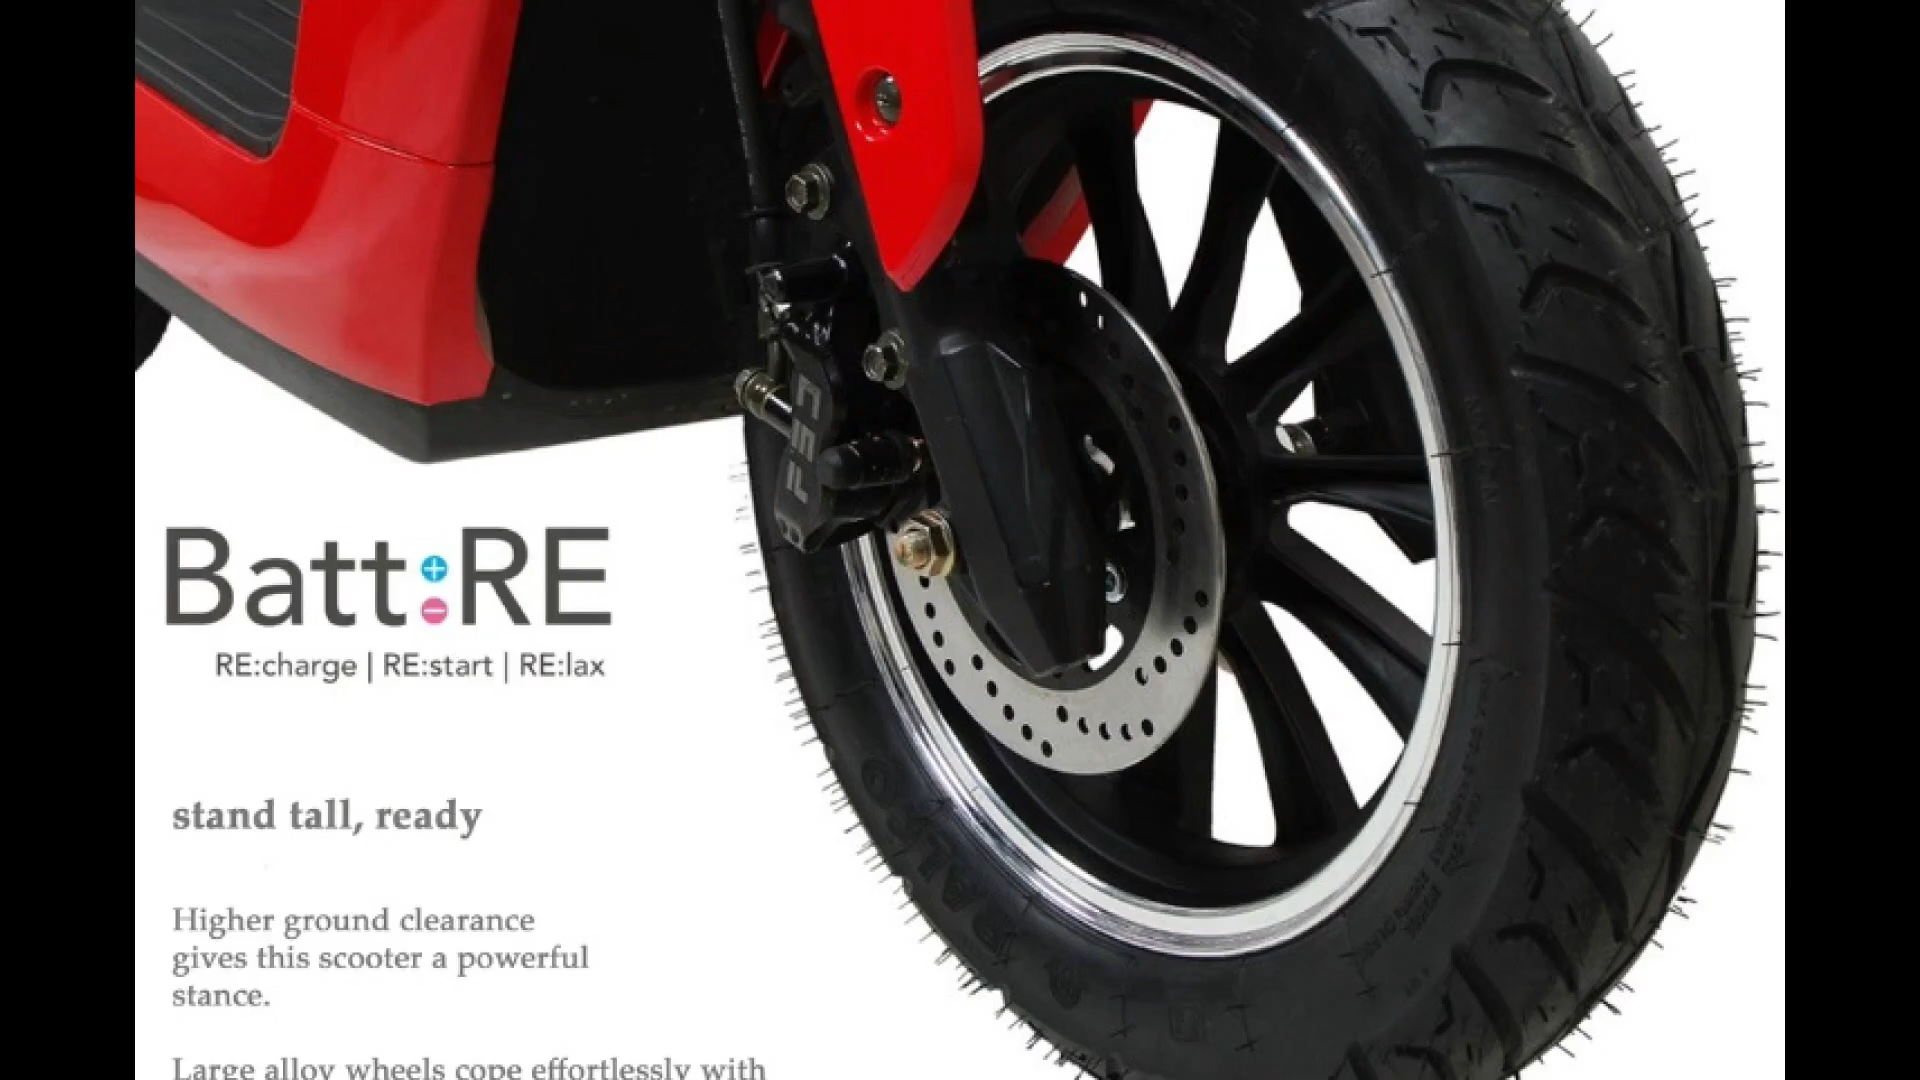 Batt:RE
RE:charge | RE:start | RE:lax
stand tall, ready
Higher ground clearance
gives this scooter a powerful
stance.
Large alloy wheels cope effortlessly with